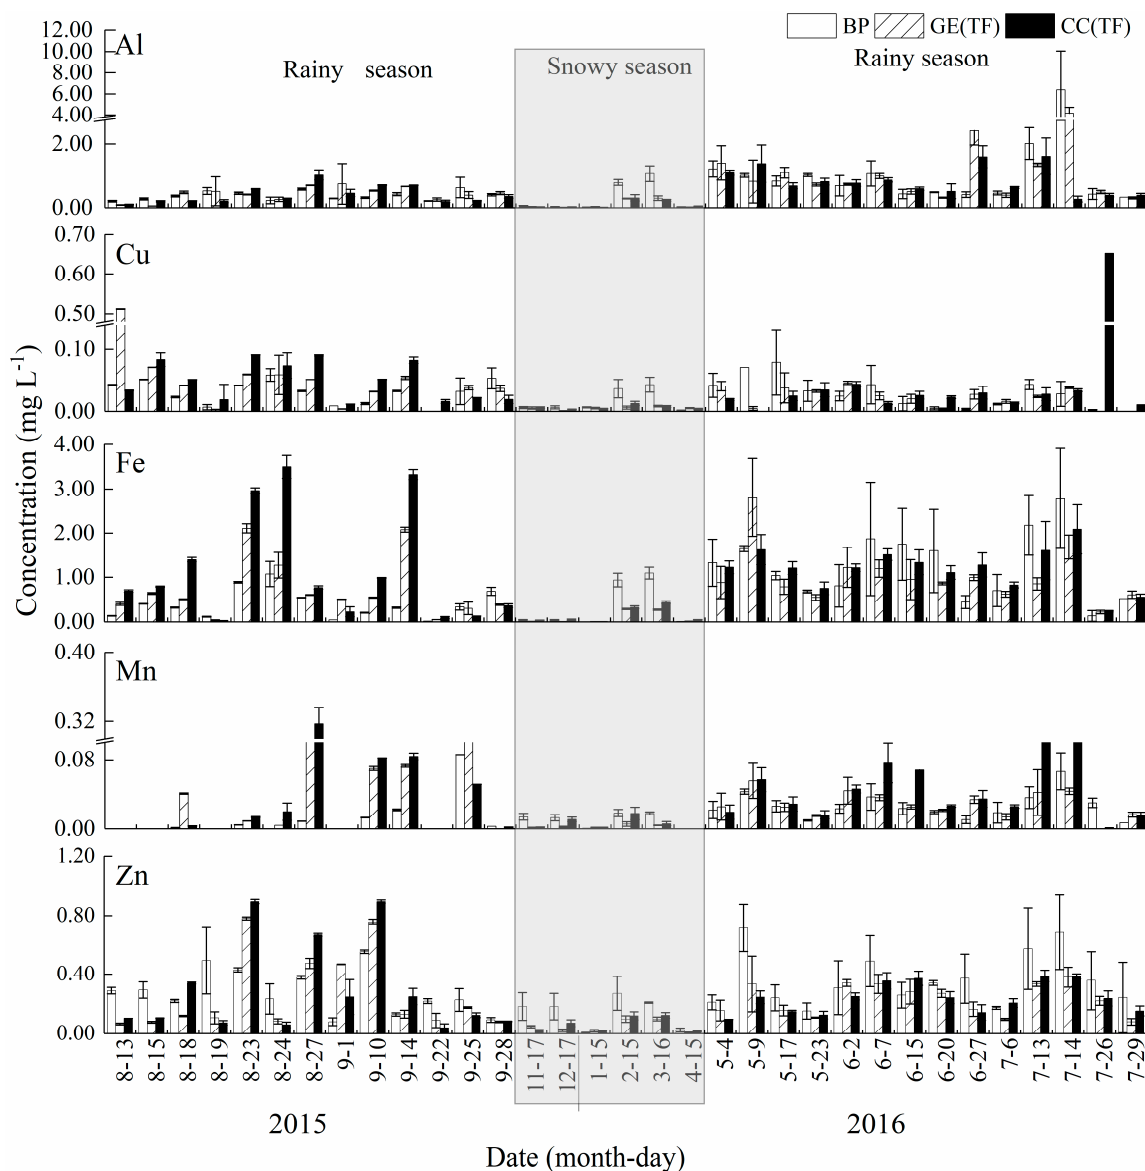 BP GE(TF) CC(TF)
Al
Rainy season
Snowy season
Rainy season
12.00
10.00
8.00
6.00
4.00
2.00
0.00
Cu
0.70
0.60
0.50
0.10
0.00
Fe
4.00
3.00
2.00
1.00
0.00
Mn
0.40
0.32
0.08
0.00
Zn
1.20
0.80
0.40
0.00
Concentration (mg L⁻¹)
8-13 8-15 8-18 8-19 8-23 8-24 8-27 9-1 9-10 9-14 9-22 9-25 9-28 11-17 12-17 1-15 2-15 3-16 4-15 5-4 5-9 5-17 5-23 6-2 6-7 6-15 6-20 6-27 7-6 7-13 7-14 7-26 7-29
2015 2016
Date (month-day)